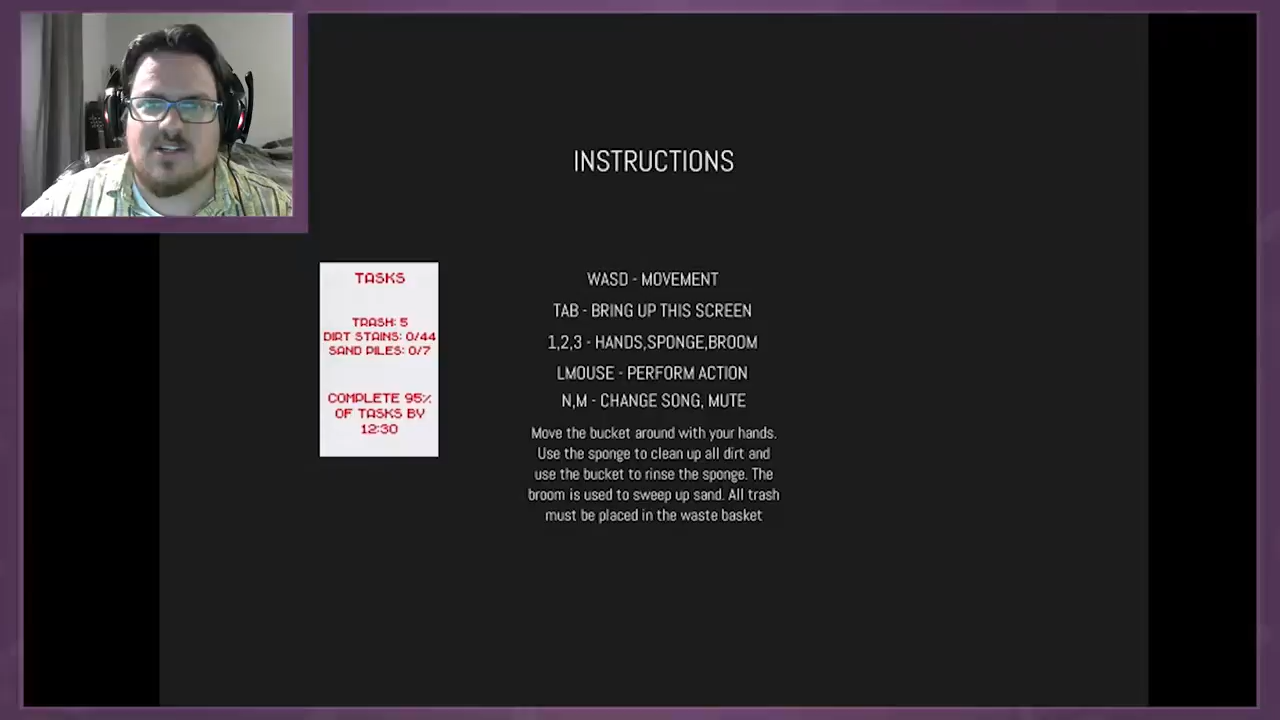 INSTRUCTIONS
TASKS
TRASH: 5
DIRT STAINS: 0/44
SAND PILES: 0/7
COMPLETE 95%
OF TASKS BY
12:30
WASD - MOVEMENT
TAB - BRING UP THIS SCREEN
1,2,3 - HANDS,SPONGE,BROOM
LMOUSE - PERFORM ACTION
N,M - CHANGE SONG, MUTE
Move the bucket around with your hands.
Use the sponge to clean up all dirt and
use the bucket to rinse the sponge. The
broom is used to sweep up sand. All trash
must be placed in the waste basket